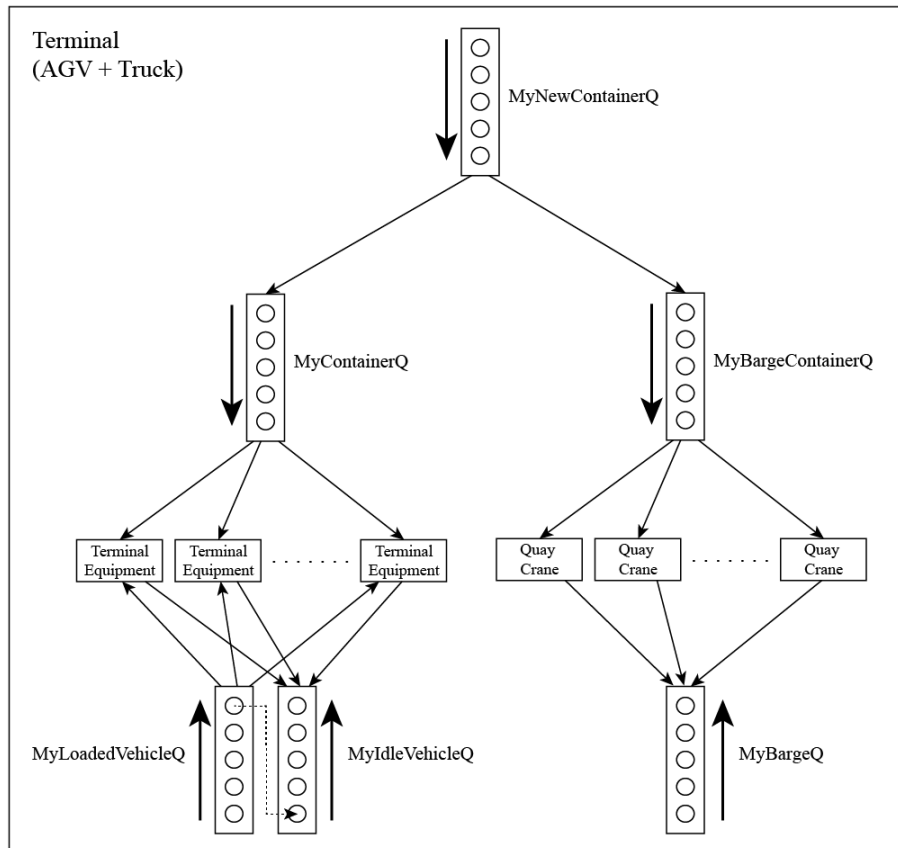 Terminal
(AGV + Truck)
MyNewContainerQ
MyContainerQ
MyBargeContainerQ
Terminal
Equipment
Terminal
Equipment
. . . . . . .
Terminal
Equipment
Quay
Crane
Quay
Crane
. . . . . . .
Quay
Crane
MyLoadedVehicleQ
MyIdleVehicleQ
MyBargeQ